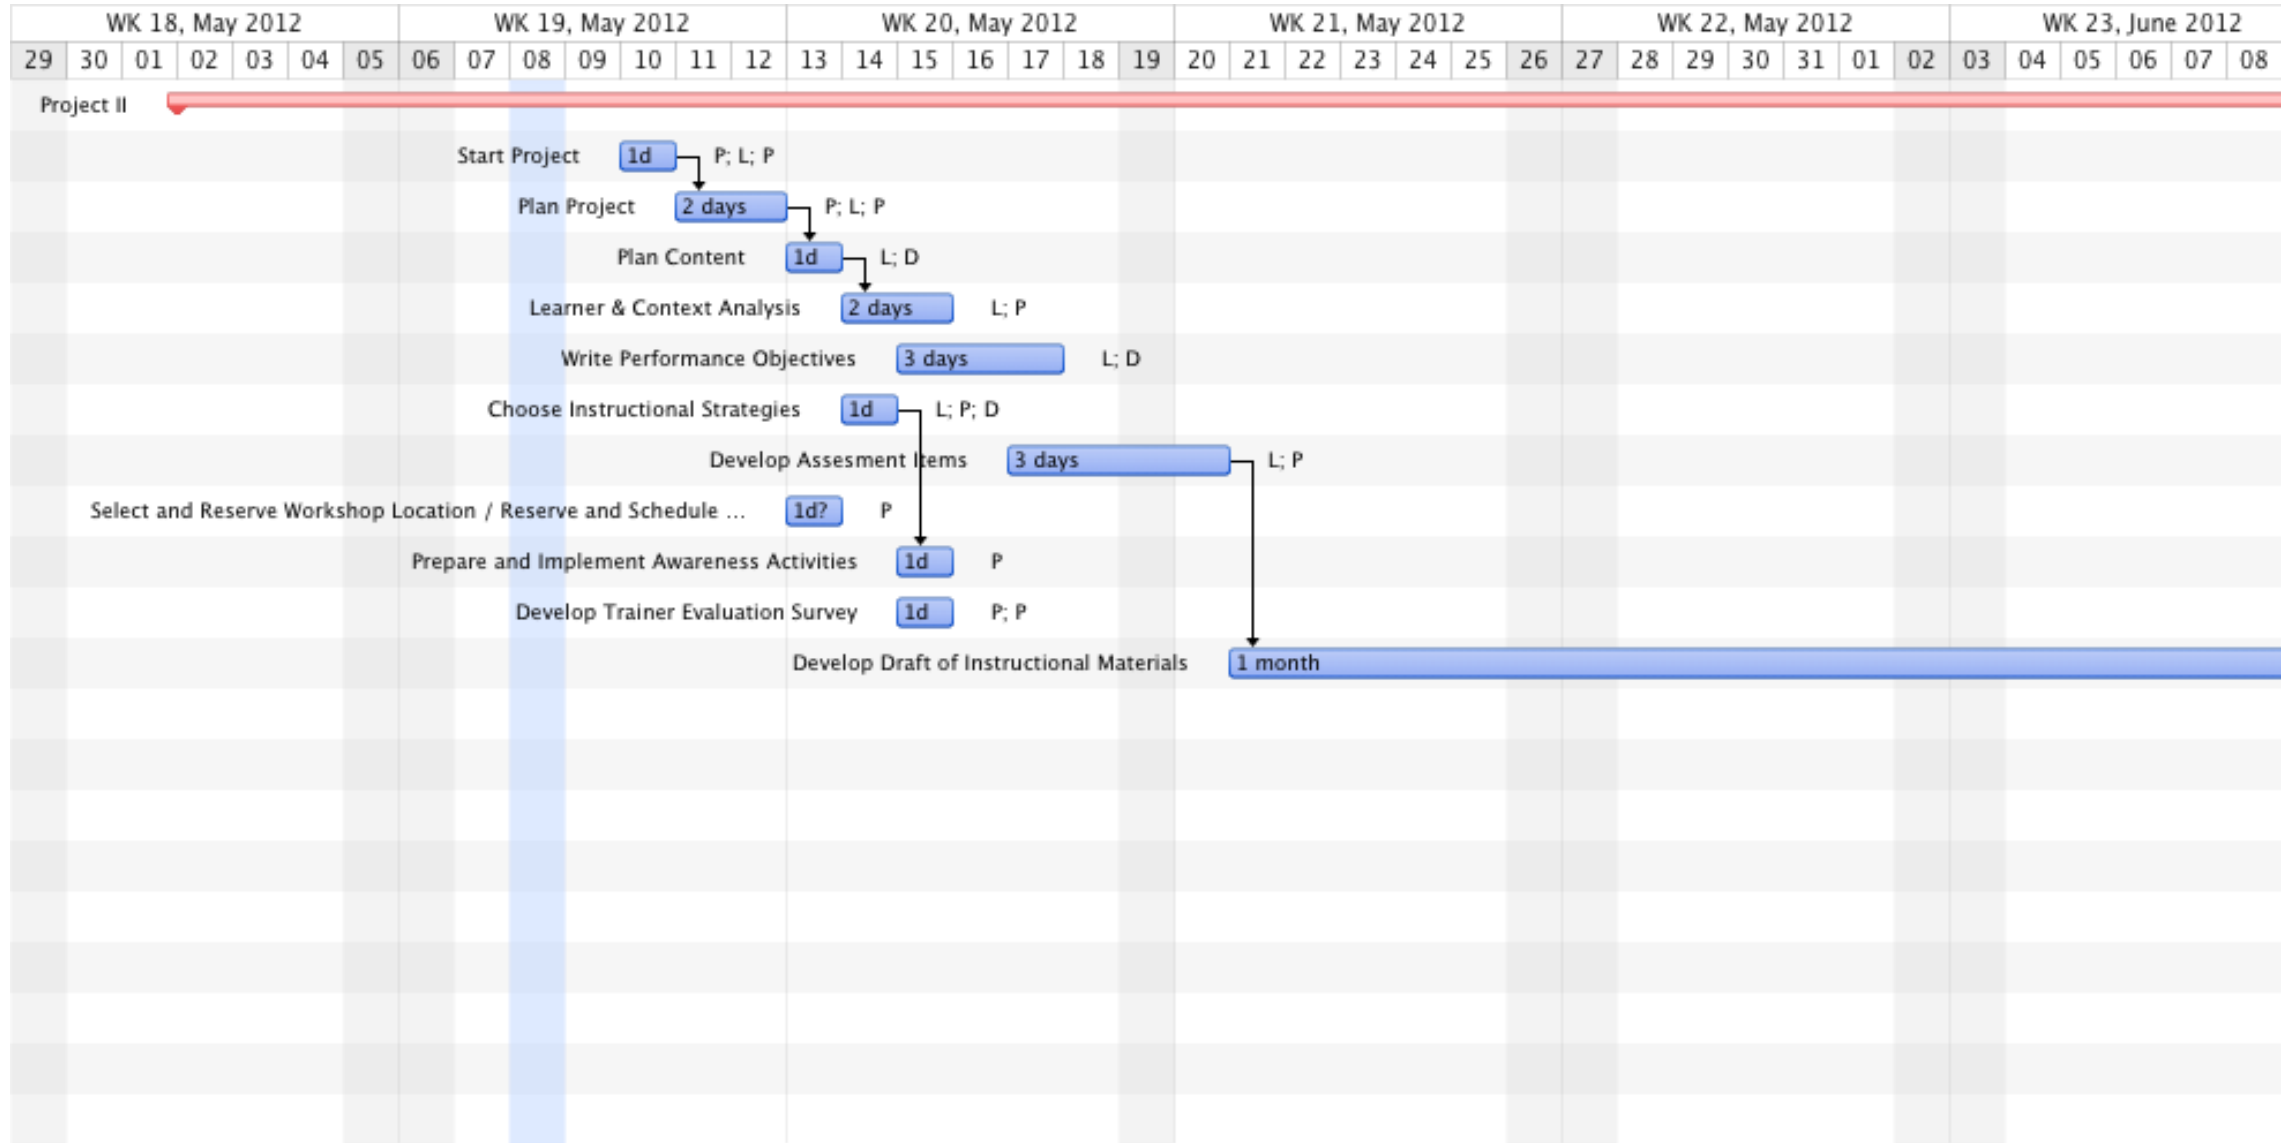 WK 18, May 2012 WK 19, May 2012 WK 20, May 2012 WK 21, May 2012 WK 22, May 2012 WK 23, June 2012
29 30 01 02 03 04 05 06 07 08 09 10 11 12 13 14 15 16 17 18 19 20 21 22 23 24 25 26 27 28 29 30 31 01 02 03 04 05 06 07 08
Project II
Start Project 1d P; L; P
Plan Project 2 days P; L; P
Plan Content 1d L; D
Learner & Context Analysis 2 days L; P
Write Performance Objectives 3 days L; D
Choose Instructional Strategies 1d L; P; D
Develop Assesment Items 3 days L; P
Select and Reserve Workshop Location / Reserve and Schedule ... 1d? P
Prepare and Implement Awareness Activities 1d P
Develop Trainer Evaluation Survey 1d P; P
Develop Draft of Instructional Materials 1 month